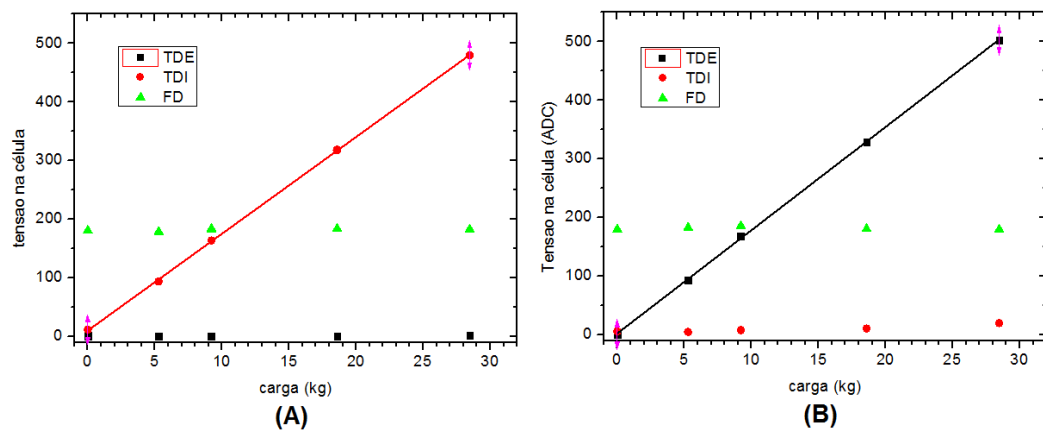 500
400
300
200
100
0
tensao na célula
TDE
TDI
FD
0 5 10 15 20 25 30
carga (kg)
(A)
500
400
300
200
100
0
Tensao na célula (ADC)
TDE
TDI
FD
0 5 10 15 20 25 30
carga (kg)
(B)